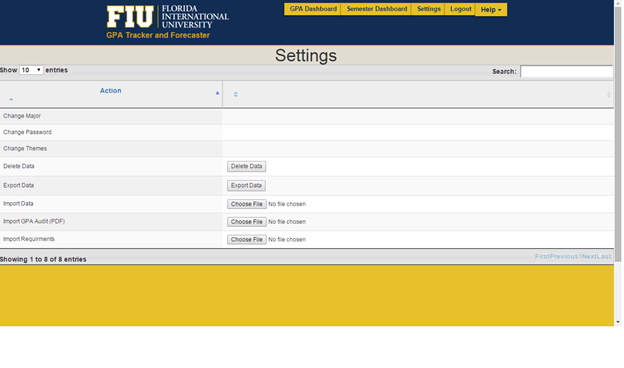 FIU FLORIDA INTERNATIONAL UNIVERSITY
GPA Tracker and Forecaster
GPA Dashboard Semester Dashboard Settings Logout Help
Settings
Show 10 entries Search:
Action
Change Major
Change Password
Change Themes
Delete Data Delete Data
Export Data Export Data
Import Data Choose File No file chosen
Import GPA Audit (PDF) Choose File No file chosen
Import Requirments Choose File No file chosen
Showing 1 to 8 of 8 entries FirstPrevious1NextLast